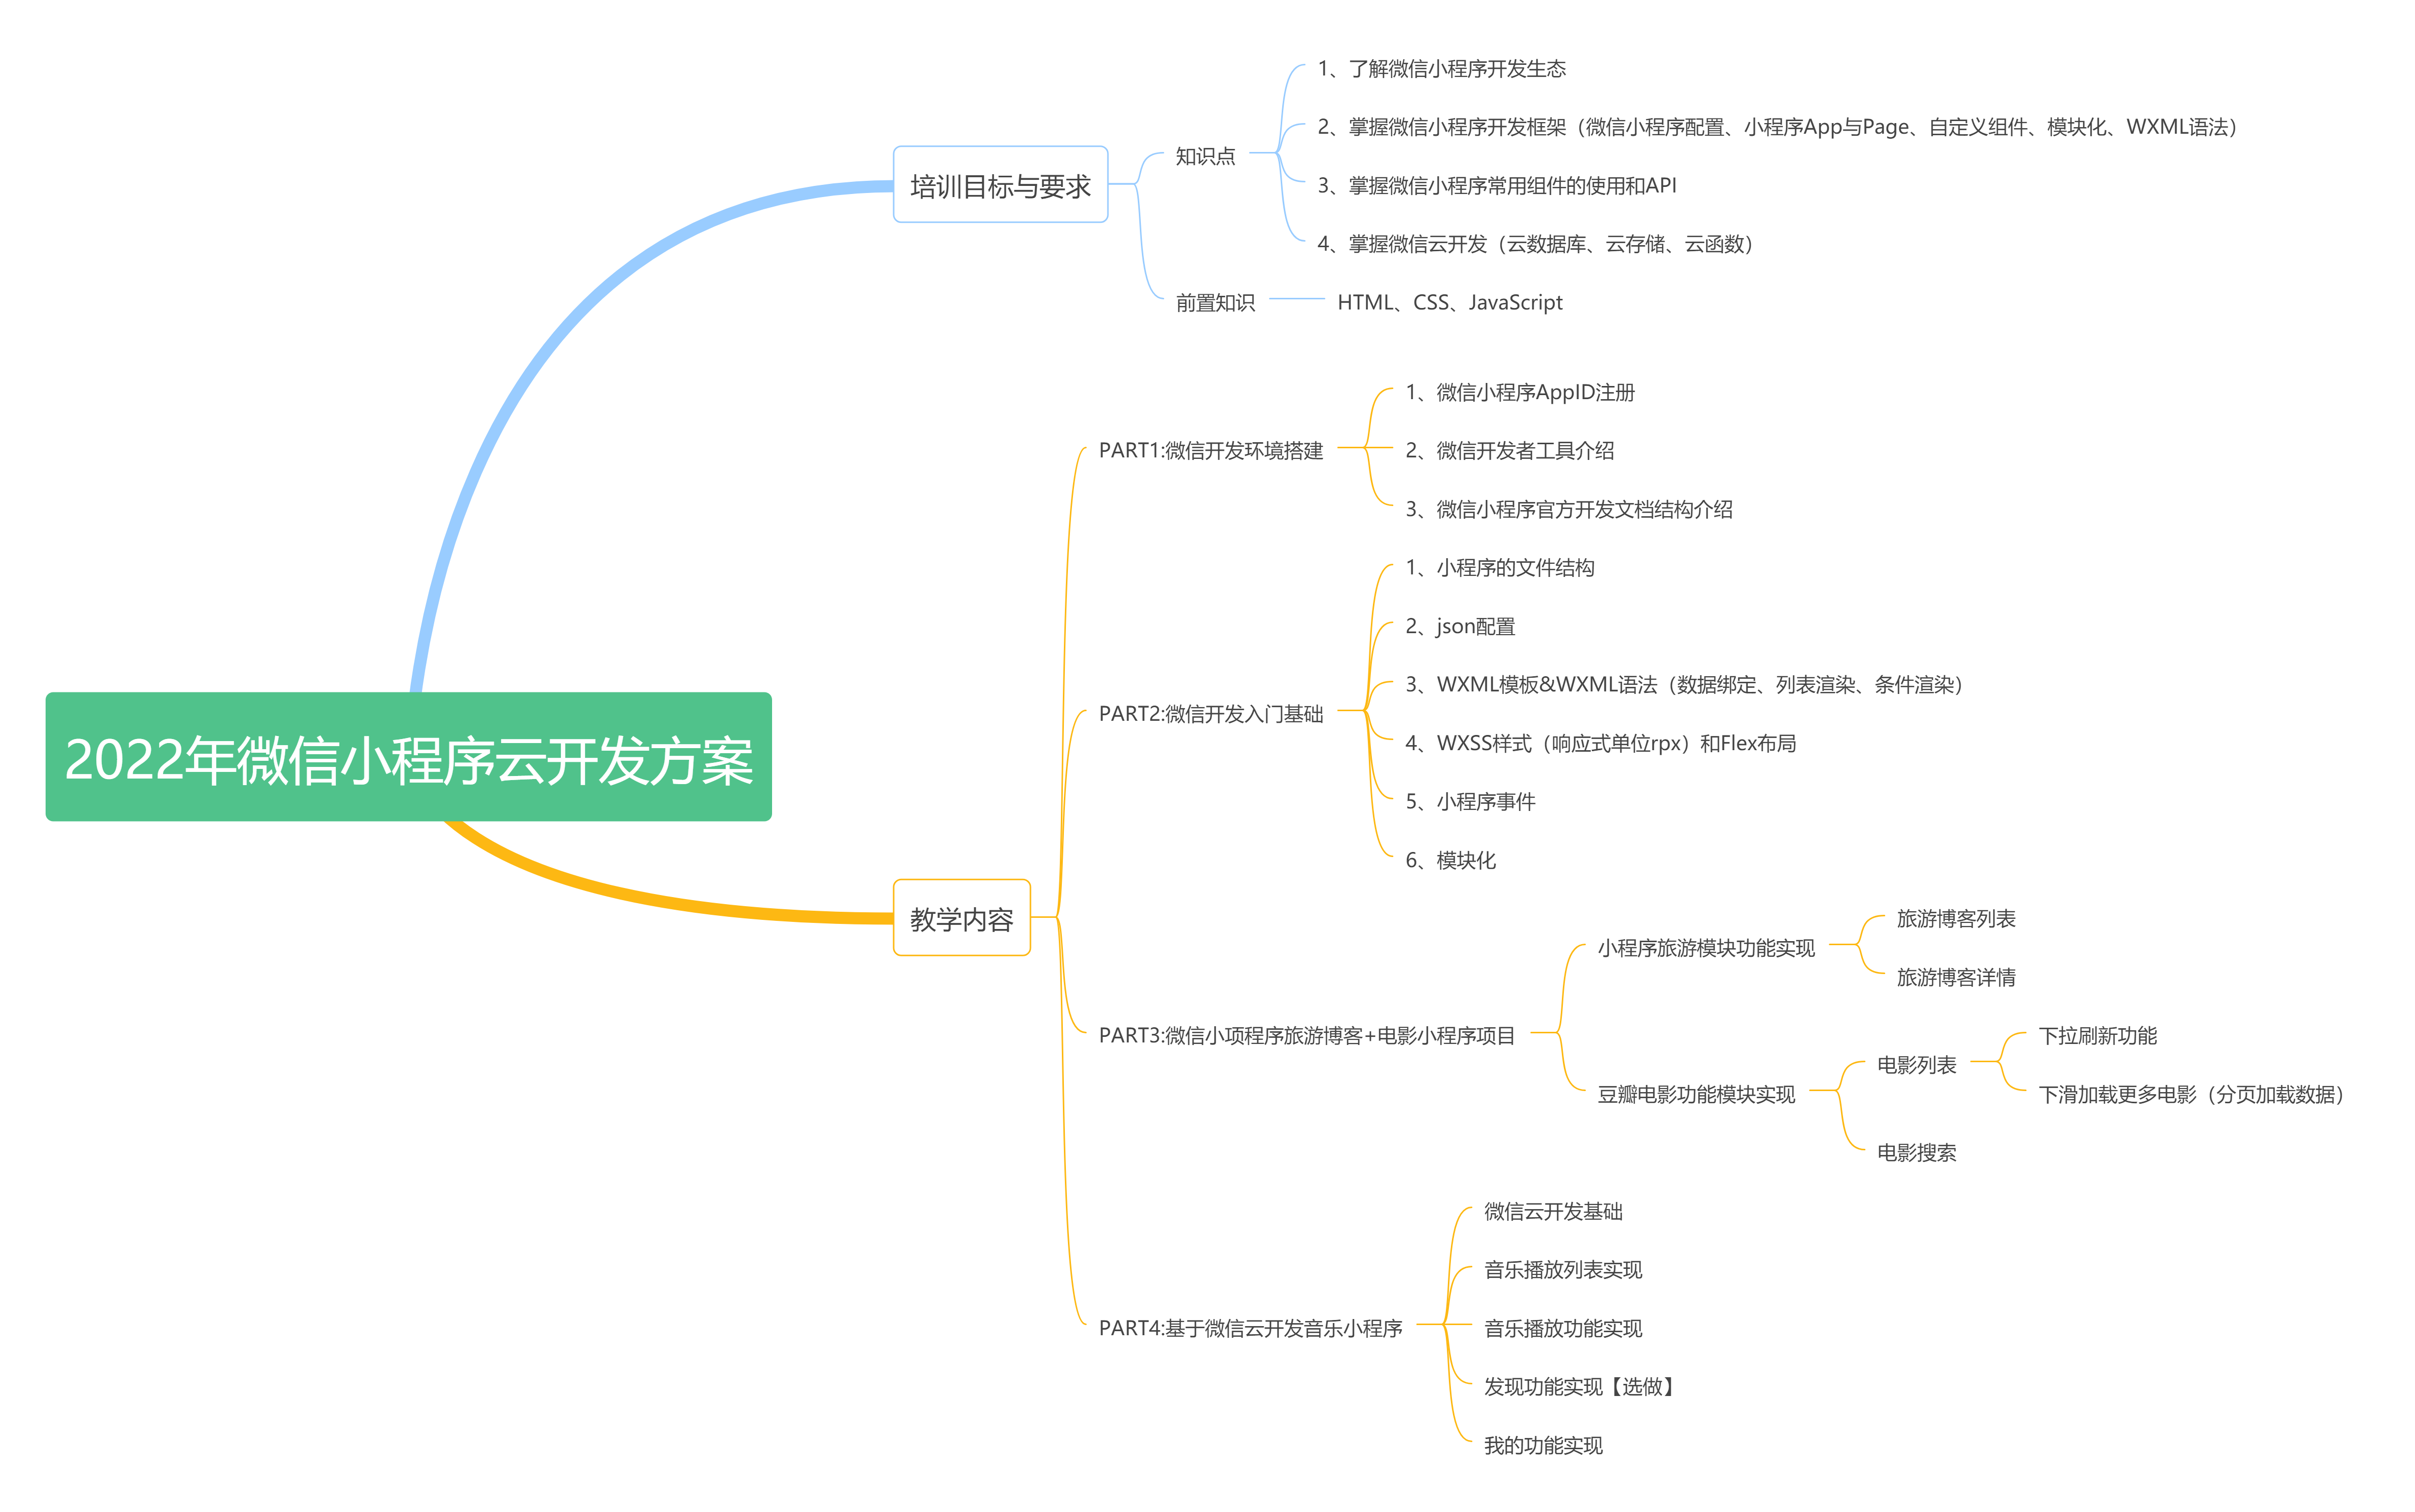 2022年微信小程序云开发方案
培训目标与要求
知识点
1、了解微信小程序开发生态
2、掌握微信小程序开发框架（微信小程序配置、小程序App与Page、自定义组件、模块化、WXML语法）
3、掌握微信小程序常用组件的使用和API
4、掌握微信云开发（云数据库、云存储、云函数）
前置知识
HTML、CSS、JavaScript
教学内容
PART1:微信开发环境搭建
1、微信小程序AppID注册
2、微信开发者工具介绍
3、微信小程序官方开发文档结构介绍
PART2:微信开发入门基础
1、小程序的文件结构
2、json配置
3、WXML模板&WXML语法（数据绑定、列表渲染、条件渲染）
4、WXSS样式（响应式单位rpx）和Flex布局
5、小程序事件
6、模块化
PART3:微信小项程序旅游博客+电影小程序项目
小程序旅游模块功能实现
旅游博客列表
旅游博客详情
豆瓣电影功能模块实现
电影列表
下拉刷新功能
下滑加载更多电影（分页加载数据）
电影搜索
PART4:基于微信云开发音乐小程序
微信云开发基础
音乐播放列表实现
音乐播放功能实现
发现功能实现【选做】
我的功能实现